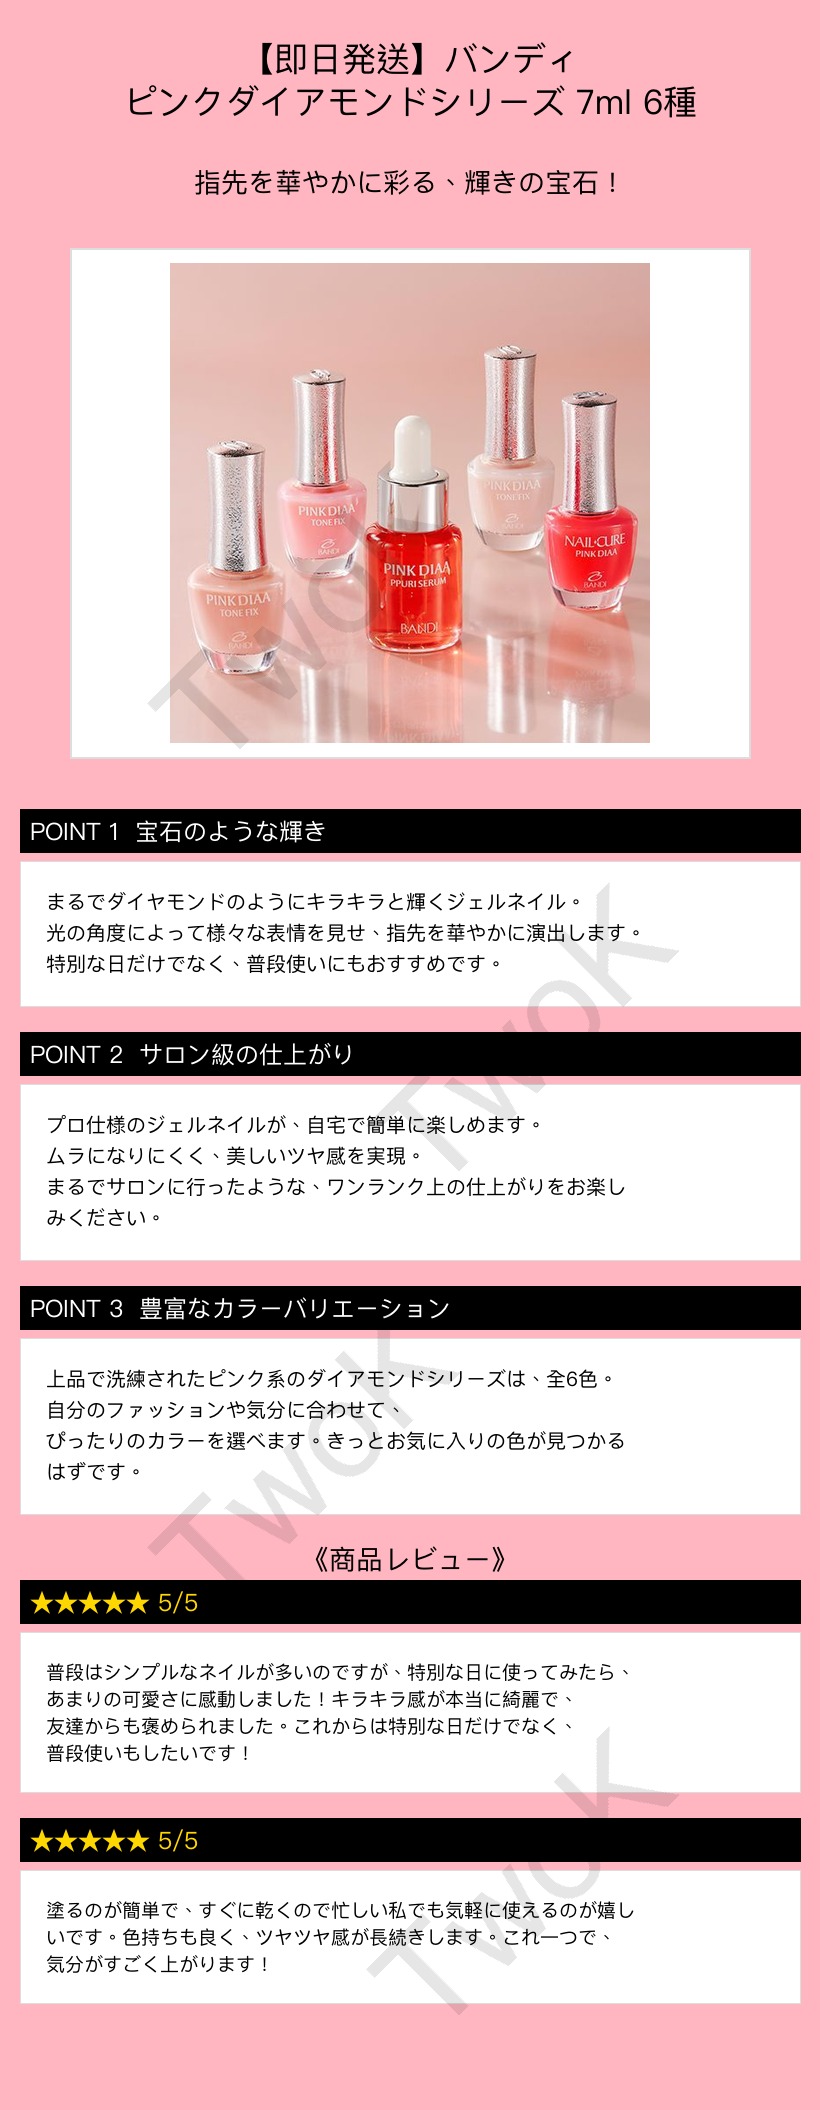 【即日発送】バンディ
ピンクダイアモンドシリーズ 7ml 6種
指先を華やかに彩る、輝きの宝石！
PINK DIAA
TONE FIX
BANDI
PINK DIAA
TONE FIX
BANDI
PINK DIAA
PPURI SERUM
BANDI
PINK DIAA
TONE FIX
BANDI
NAIL·CURE
PINK DIAA
BANDI
TwoK
POINT 1 宝石のような輝き
まるでダイヤモンドのようにキラキラと輝くジェルネイル。
光の角度によって様々な表情を見せ、指先を華やかに演出します。
特別な日だけでなく、普段使いにもおすすめです。
TwoK
POINT 2 サロン級の仕上がり
プロ仕様のジェルネイルが、自宅で簡単に楽しめます。
ムラになりにくく、美しいツヤ感を実現。
まるでサロンに行ったような、ワンランク上の仕上がりをお楽し
みください。
POINT 3 豊富なカラーバリエーション
上品で洗練されたピンク系のダイアモンドシリーズは、全6色。
自分のファッションや気分に合わせて、
ぴったりのカラーを選べます。きっとお気に入りの色が見つかる
はずです。
TwoK
《商品レビュー》
★★★★★ 5/5
普段はシンプルなネイルが多いのですが、特別な日に使ってみたら、
あまりの可愛さに感動しました！キラキラ感が本当に綺麗で、
友達からも褒められました。これからは特別な日だけでなく、
普段使いもしたいです！
TwoK
★★★★★ 5/5
塗るのが簡単で、すぐに乾くので忙しい私でも気軽に使えるのが嬉し
いです。色持ちも良く、ツヤツヤ感が長続きします。これ一つで、
気分がすごく上がります！